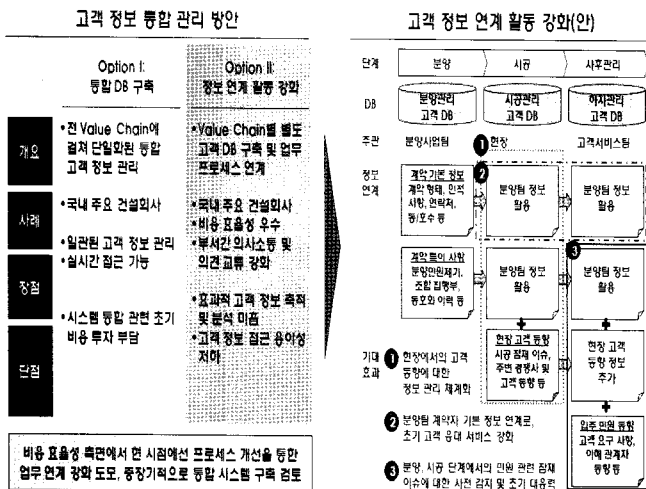 고객 정보 통합 관리 방안
Option I:
통합 DB 구축
Option II:
정보 연계 활동 강화
개요
•전 Value Chain에
걸쳐 단일화된 통합
고객 정보 관리
•Value Chain별 별도
고객 DB 구축 및 업무
프로세스 연계
사례
•국내 주요 건설회사
•국내 주요 건설회사
장점
•일관된 고객 정보 관리
•실시간 접근 가능
•비용 효율성 우수
•부서간 의사소통 및
의견 교류 강화
단점
•시스템 통합 관련 초기
비용 투자 부담
•효과적 고객 정보 축적
및 분석 미흡
•고객 정보 접근 용이성
저하
비용 효율성 측면에서 현 시점에선 프로세스 개선을 통한
업무 연계 강화 도모, 중장기적으로 통합 시스템 구축 검토
고객 정보 연계 활동 강화(안)
단계
분양
시공
사후관리
DB
분양관리
고객 DB
시공관리
고객 DB
하자관리
고객 DB
주관
분양사업팀
1 현장
고객서비스팀
정보
연계
2
계약 기본 정보
계약 형태, 인적
사항, 연락처,
동/호수 등
분양팀 정보
활용
분양팀 정보
활용
3
계약 특이 사항
분양민원제기,
조합 집행부,
동호화 이력 등
분양팀 정보
활용
분양팀 정보
활용
+
현장 고객 동향
시공 잠재 이슈,
주변 경쟁사 및
고객 동향 등
+
현장 고객
동향 정보
추가
+
입주 민원 동향
고객 요구 사항,
이해 관계자
동향 등
기대
효과
1 현장에서의 고객
동향에 대한
정보 관리 체계화
2 분양팀 계약자 기본 정보 연계로,
초기 고객 응대 서비스 강화
3 분양, 시공 단계에서의 민원 관련 잠재
이슈에 대한 사전 감지 및 초기 대응력